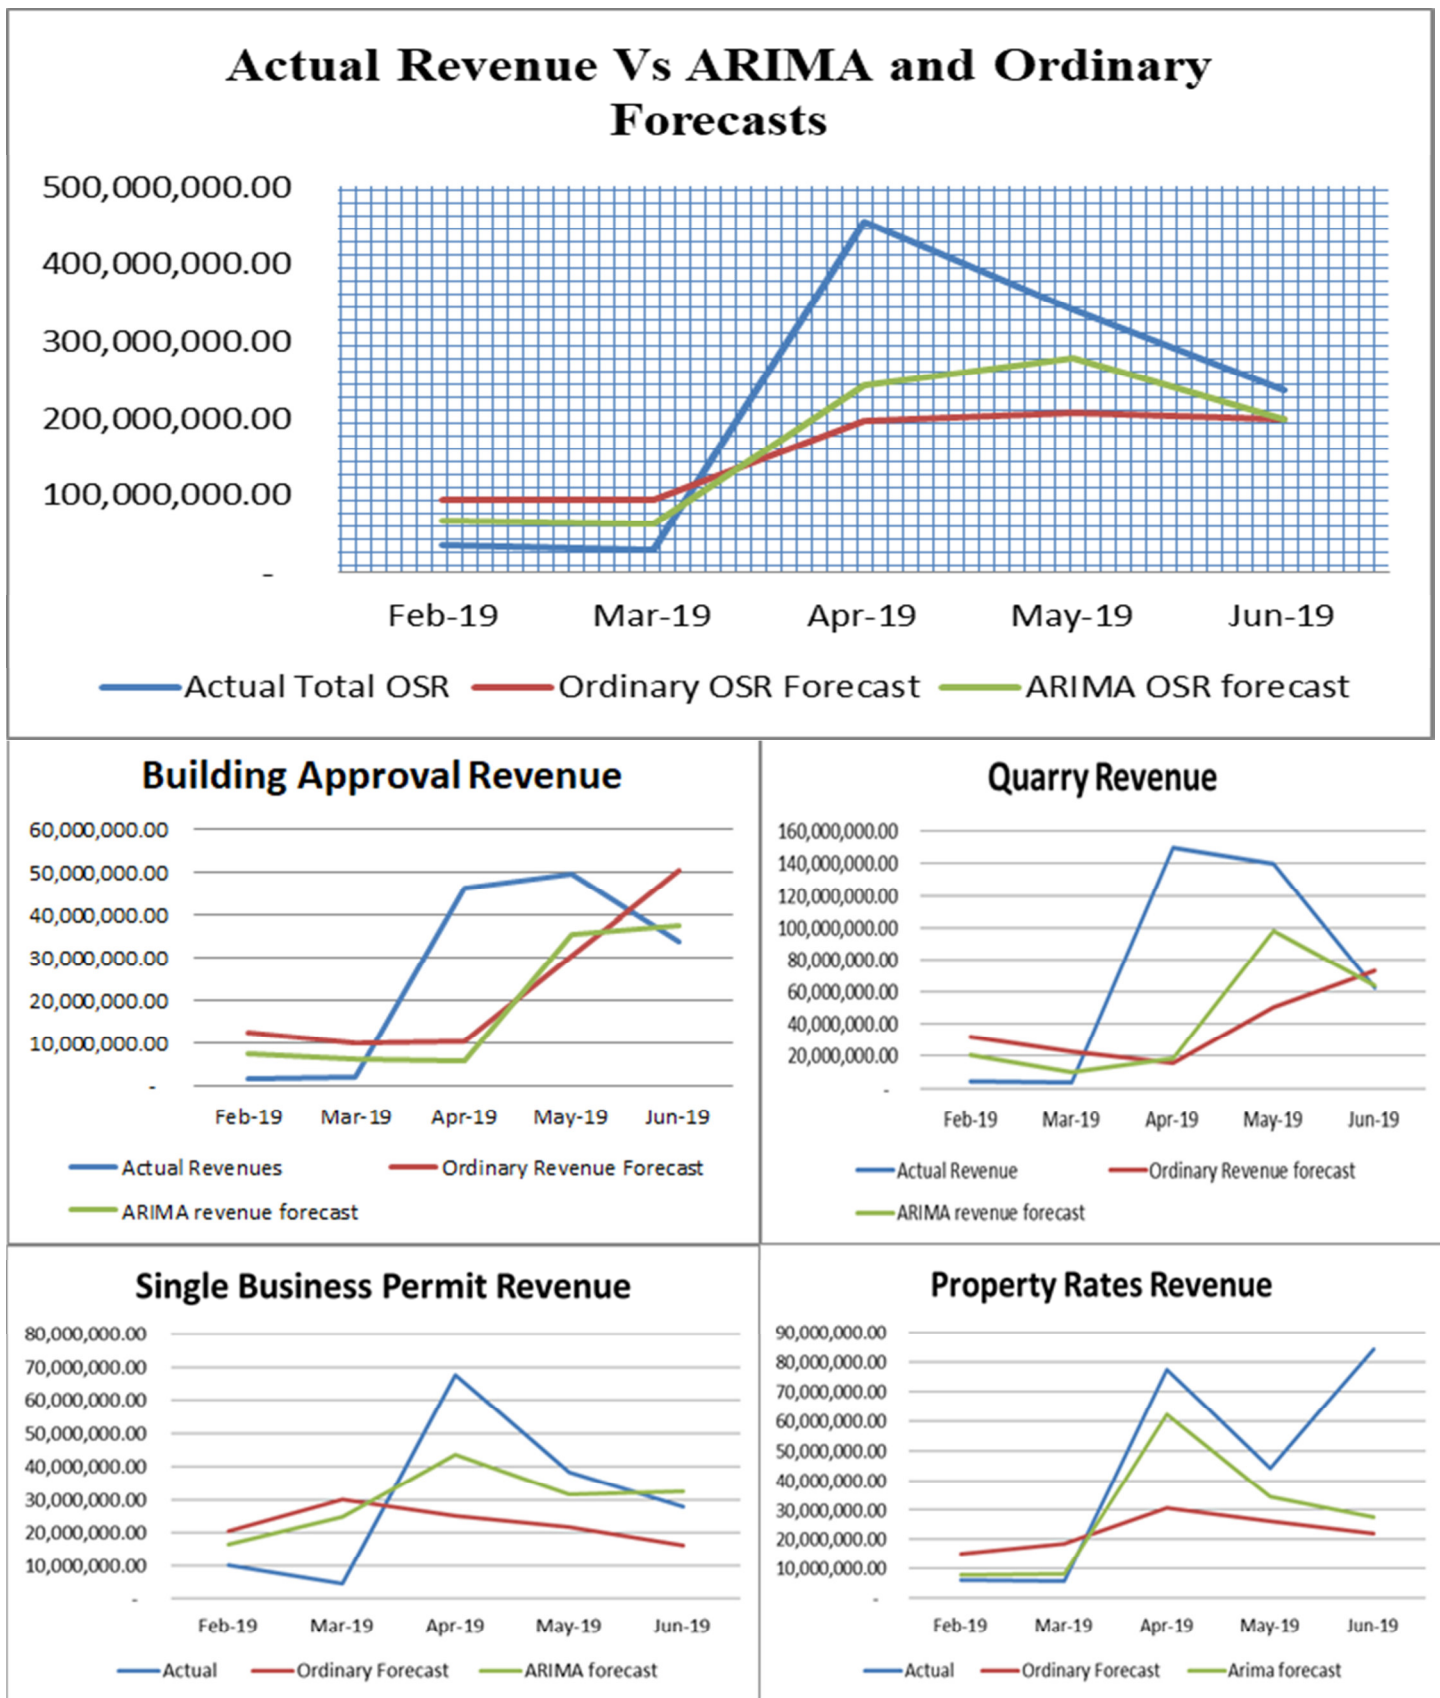 Actual Revenue Vs ARIMA and Ordinary
Forecasts
500,000,000.00
400,000,000.00
300,000,000.00
200,000,000.00
100,000,000.00
-
Feb-19 Mar-19 Apr-19 May-19 Jun-19
Actual Total OSR Ordinary OSR Forecast ARIMA OSR forecast
Building Approval Revenue
60,000,000.00
50,000,000.00
40,000,000.00
30,000,000.00
20,000,000.00
10,000,000.00
-
Feb-19 Mar-19 Apr-19 May-19 Jun-19
Actual Revenues Ordinary Revenue Forecast
ARIMA revenue forecast
Quarry Revenue
160,000,000.00
140,000,000.00
120,000,000.00
100,000,000.00
80,000,000.00
60,000,000.00
40,000,000.00
20,000,000.00
-
Feb-19 Mar-19 Apr-19 May-19 Jun-19
Actual Revenue Ordinary Revenue forecast
ARIMA revenue forecast
Single Business Permit Revenue
80,000,000.00
70,000,000.00
60,000,000.00
50,000,000.00
40,000,000.00
30,000,000.00
20,000,000.00
10,000,000.00
-
Feb-19 Mar-19 Apr-19 May-19 Jun-19
Actual Ordinary Forecast ARIMA forecast
Property Rates Revenue
90,000,000.00
80,000,000.00
70,000,000.00
60,000,000.00
50,000,000.00
40,000,000.00
30,000,000.00
20,000,000.00
10,000,000.00
-
Feb-19 Mar-19 Apr-19 May-19 Jun-19
Actual Ordinary Forecast Arima forecast